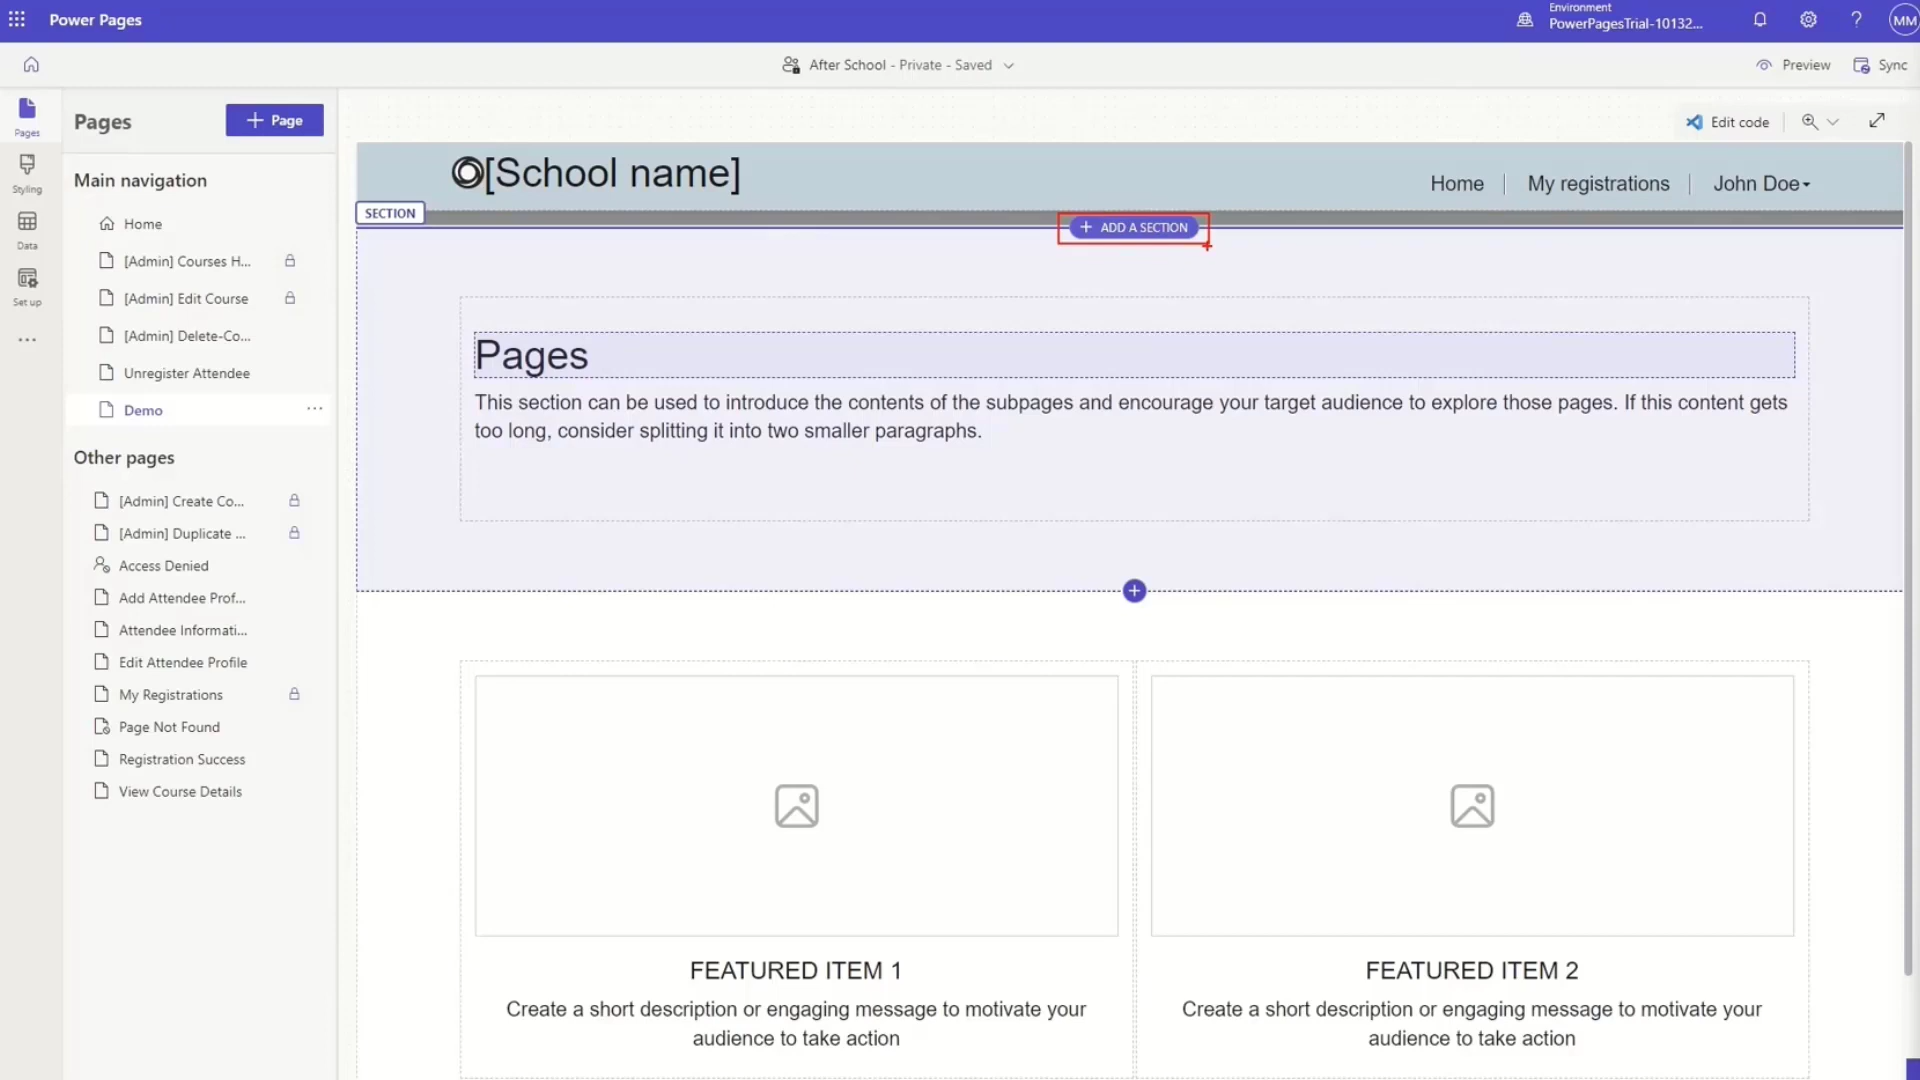 Power Pages
Environment
PowerPagesTrial-10132...
?
MM
After School - Private - Saved
Preview
Sync
Pages
Styling
Data
Set up
Pages
+ Page
Main navigation
Home
[Admin] Courses H...
[Admin] Edit Course
[Admin] Delete-Co...
Unregister Attendee
Demo
Other pages
[Admin] Create Co...
[Admin] Duplicate ...
Access Denied
Add Attendee Prof...
Attendee Informati...
Edit Attendee Profile
My Registrations
Page Not Found
Registration Success
View Course Details
Edit code
[School name]
Home
My registrations
John Doe
SECTION
+ ADD A SECTION
Pages
This section can be used to introduce the contents of the subpages and encourage your target audience to explore those pages. If this content gets
too long, consider splitting it into two smaller paragraphs.
FEATURED ITEM 1
Create a short description or engaging message to motivate your
audience to take action
FEATURED ITEM 2
Create a short description or engaging message to motivate your
audience to take action